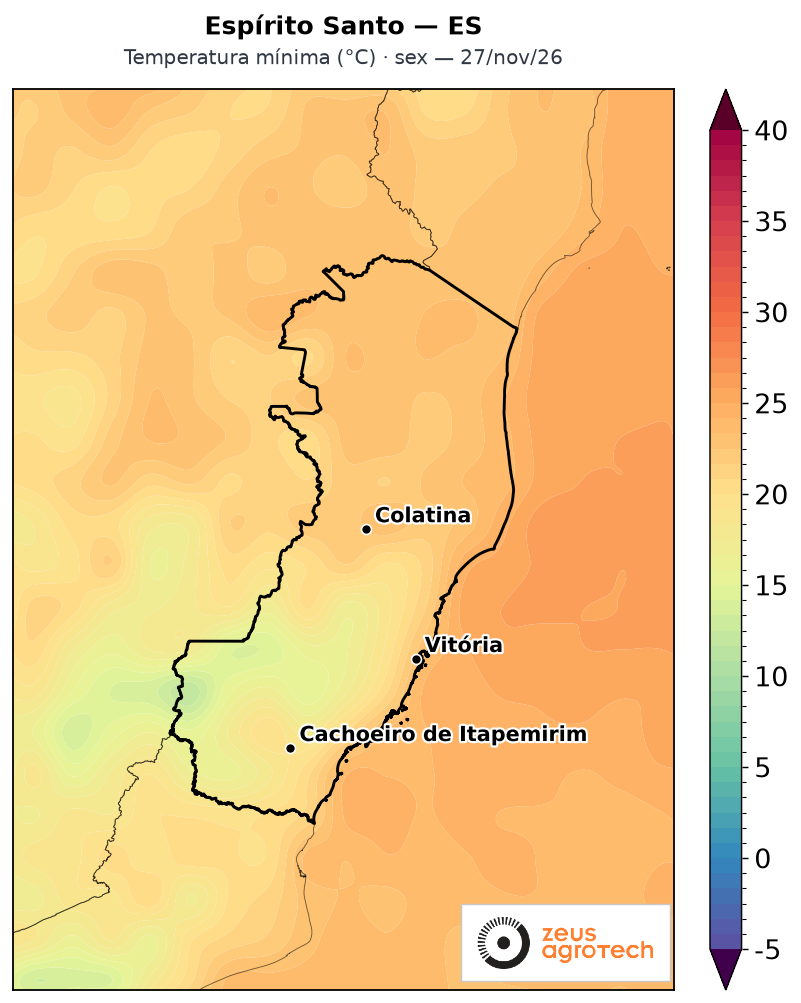 Espírito Santo — ES
Temperatura mínima (°C) · sex — 27/nov/26
40
35
30
25
20
15
10
5
0
-5
Colatina
Vitória
Cachoeiro de Itapemirim
zeus
agrotech